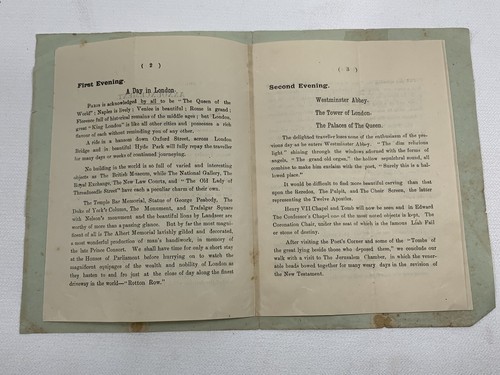 ( 2 )
First Evening.
A Day in London.
PARIS is acknowledged by all to be "The Queen of the
World"; Naples is lively; Venice is beautiful; Rome is grand;
Florence full of historical remains of the middle ages; but "London,
great "King London" is like all other cities and possesses a rich
flavour of each without reminding you of any other.
A ride in a hansom down Oxford Street, across London
Bridge and in beautiful Hyde Park will fully repay the traveller
for many days or weeks of continued journeying.
No building in the world is so full of varied and interesting
objects as The British Museum, while The National Gallery, The
Royal Exchange, The New Law Courts, and "The Old Lady of
Threadneedle Street" have each a peculiar charm of their own.
The Temple Bar Memorial, Statue of George Peabody, The
Duke of York's Column, The Monument, and Trafalgar Square
with Nelson's monument and the beautiful lions by Landseer are
worthy of more than a passing glance. But by far the most magni-
ficent of all is The Albert Memorial lavishly gilded and decorated,
a most wonderful production of man's handiwork, in memory of
the late Prince Consort. We shall have time for only a short stay
at the Houses of Parliament before hurrying on to watch the
magnificent equipages of the wealth and nobility of London as
they hasten to and fro just at the close of day along the finest
driveway in the world—"Rotton Row."
( 3 )
Second Evening.
Westminster Abbey.
The Tower of London.
The Palaces of The Queen.
The delighted traveller loses none of the enthusiasm of the pre-
vious day as he enters Westminster Abbey. "The dim religious
light" shining through the windows adorned with the forms of
angels, "The grand old organ," the hollow sepulchral sound, all
combine to make him exclaim with the poet, "Surely this is a hal-
lowed place."
It would be difficult to find more beautiful carving than that
upon the Reredos, The Pulpit, and The Choir Screen, the latter
representing the Twelve Apostles.
Henry VII Chapel and Tomb will now be seen and in Edward
The Confessor's Chapel one of the most noted objects is kept, The
Coronation Chair, under the seat of which is the famous Liah Fail
or stone of destiny.
After visiting the Poet's Corner and some of the "Tombs of
the great lying beside those who deposed them," we conclude our
walk with a visit to The Jerusalem Chamber, in which the vener-
able heads bowed together for many weary days in the revision of
the New Testament.